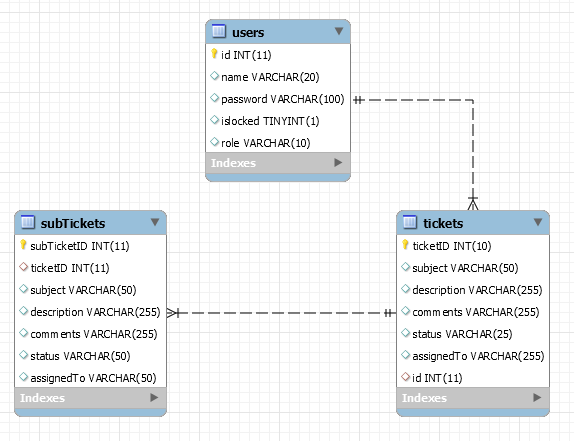 users
id INT(11)
name VARCHAR(20)
password VARCHAR(100)
islocked TINYINT(1)
role VARCHAR(10)
Indexes
subTickets
subTicketID INT(11)
ticketID INT(11)
subject VARCHAR(50)
description VARCHAR(255)
comments VARCHAR(255)
status VARCHAR(50)
assignedTo VARCHAR(50)
Indexes
tickets
ticketID INT(10)
subject VARCHAR(50)
description VARCHAR(255)
comments VARCHAR(255)
status VARCHAR(25)
assignedTo VARCHAR(255)
id INT(11)
Indexes